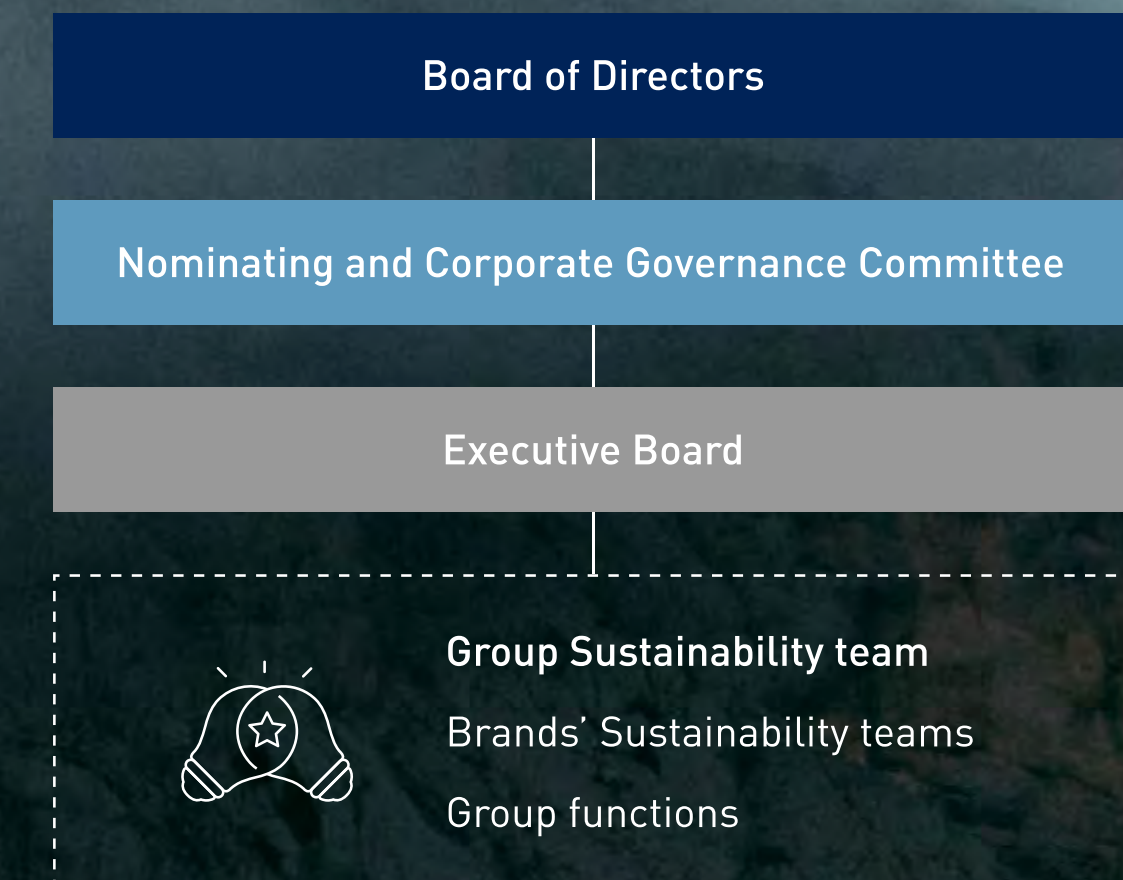 Board of Directors
Nominating and Corporate Governance Committee
Executive Board
Group Sustainability team
Brands’ Sustainability teams
Group functions